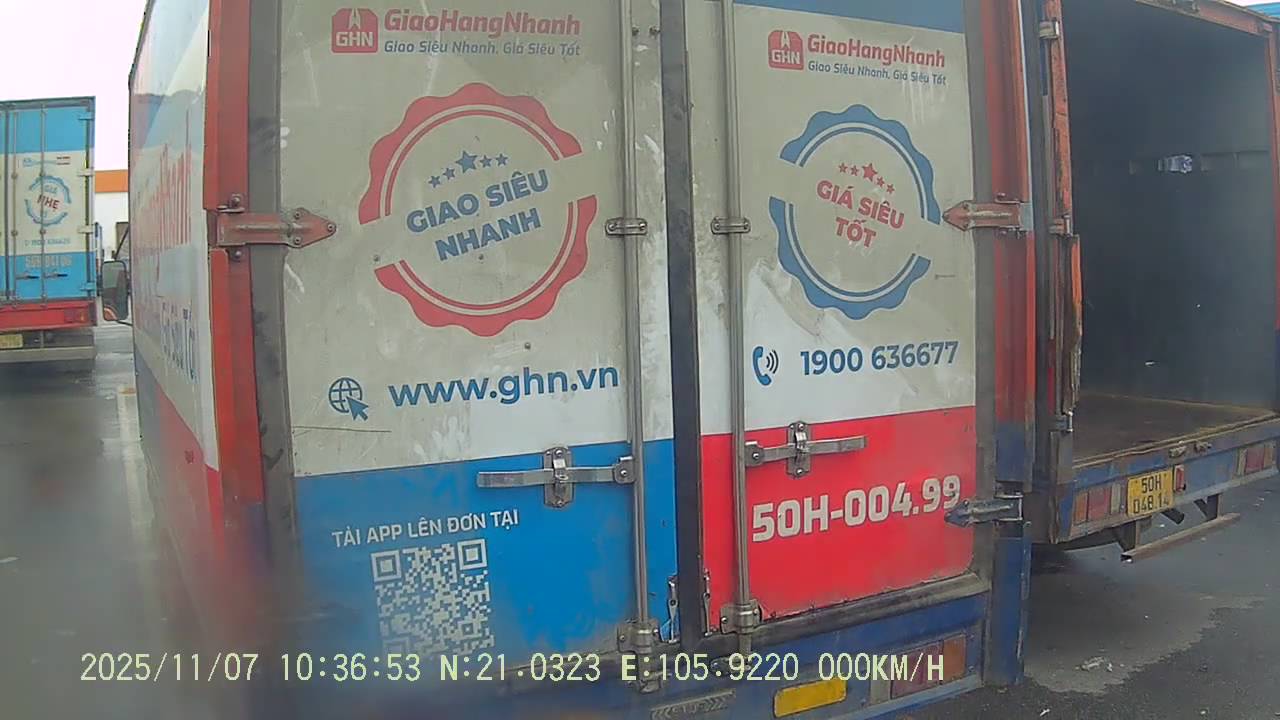 GHN
GiaoHangNhanh
Giao Siêu Nhanh. Giá Siêu Tốt
GIAO SIÊU
NHANH
www.ghn.vn
TẢI APP LÊN ĐƠN TẠI
GHN
GiaoHangNhanh
Giao Siêu Nhanh. Giá Siêu Tốt
GIÁ SIÊU
TỐT
1900 636677
50H-004.99
50H
048.14
2025/11/07 10:36:53 N:21.0323 E:105.9220 000KM/H